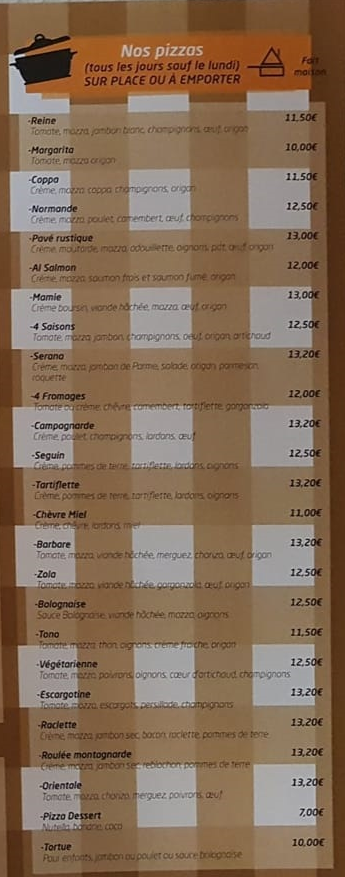 Nos pizzas
(tous les jours sauf le lundi)
SUR PLACE OU À EMPORTER
Fait
maison
-Reine 11,50€
Tomate, mozza, jambon blanc, champignons, œuf, origan
-Margarita 10,00€
Tomate, mozza origan
-Coppa 11,50€
Crème, mozza coppa, champignons, origan
-Normande 12,50€
Crème, mozza, poulet, camembert, œuf, champignons
-Pavé rustique 13,00€
Crème, moutarde, mozza, adouillette, oignons, pdt, œuf, origan
-Al Salmon 12,00€
Crème, mozza, saumon frais et saumon fumé, origan
-Mamie 13,00€
Crème boursin, viande hâchée, mozza, œuf, origan
-4 Saisons 12,50€
Tomate, mozza, jambon, champignons, oeuf, origan, artichaud
-Serana 13,20€
Crème, mozza, jambon de Parme, salade, origan, parmesan,
roquette
-4 Fromages 12,00€
Tomate ou crème, chèvre, camembert, tartiflette, gorgonzola
-Campagnarde 13,20€
Crème, poulet, champignons, lardons, œuf
-Seguin 12,50€
Crème, pommes de terre, tartiflette, lardons, oignons
-Tartiflette 13,20€
Crème, pommes de terre, tartiflette, lardons, oignons
-Chèvre Miel 11,00€
Crème, chèvre, lardons, miel
-Barbare 13,20€
Tomate, mozza, viande hâchée, merguez, chorizo, œuf, origan
-Zola 12,50€
Tomate, mozza, viande hâchée, gorgonzola, œuf, origan
-Bolognaise 12,50€
Sauce Bolognaise, viande hâchée, mozza, oignons
-Tona 11,50€
Tomate, mozza, thon, oignons, crème fraîche, origan
-Végétarienne 12,50€
Tomate, mozza, poivrons, oignons, cœur d'artichaud, champignons
-Escargotine 13,20€
Tomate, mozza, escargots, persillade, champignons
-Raclette 13,20€
Crème, mozza, jambon sec, bacon, raclette, pommes de terre
-Roulée montagnarde 13,20€
Crème, mozza, jambon sec, reblochon, pommes de terre
-Orientale 13,20€
Tomate, mozza, chorizo, merguez, poivrons, œuf
-Pizza Dessert 7,00€
Nutella, banane, coco
-Tortue 10,00€
Pour enfants, jambon ou poulet ou sauce bolognaise